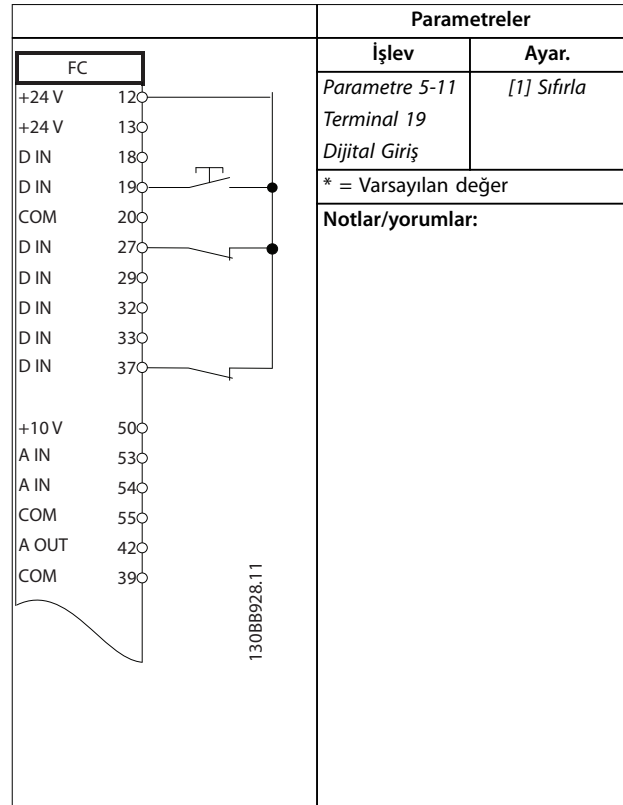 Parametreler
İşlev Ayar.
Parametre 5-11 [1] Sıfırla
Terminal 19
Dijital Giriş
* = Varsayılan değer
Notlar/yorumlar:
FC
+24 V 12
+24 V 13
D IN 18
D IN 19
COM 20
D IN 27
D IN 29
D IN 32
D IN 33
D IN 37
+10 V 50
A IN 53
A IN 54
COM 55
A OUT 42
COM 39
130BB928.11